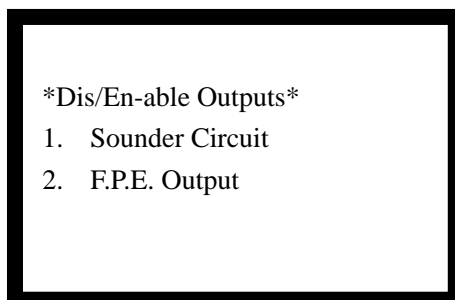 *Dis/En-able Outputs*
1. Sounder Circuit
2. F.P.E. Output